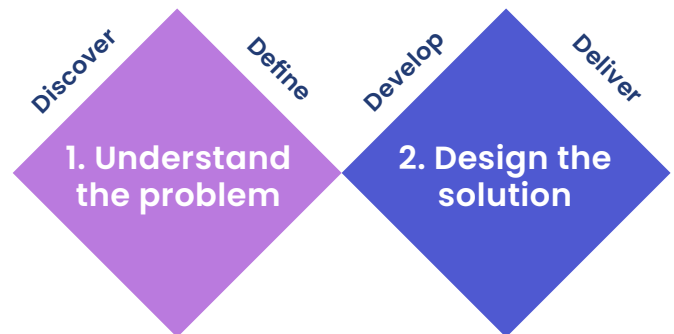 Discover
Define
Develop
Deliver
1. Understand
the problem
2. Design the
solution